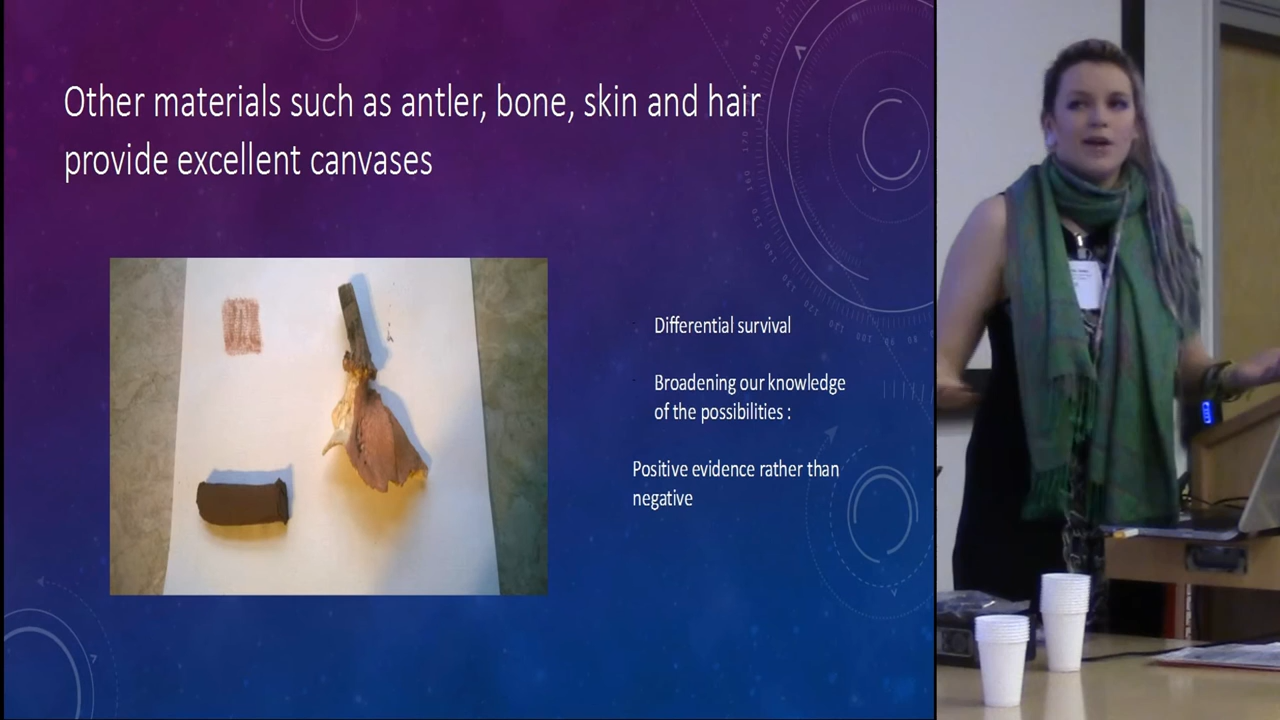 Other materials such as antler, bone, skin and hair
provide excellent canvases
Differential survival
Broadening our knowledge
of the possibilities :
Positive evidence rather than
negative